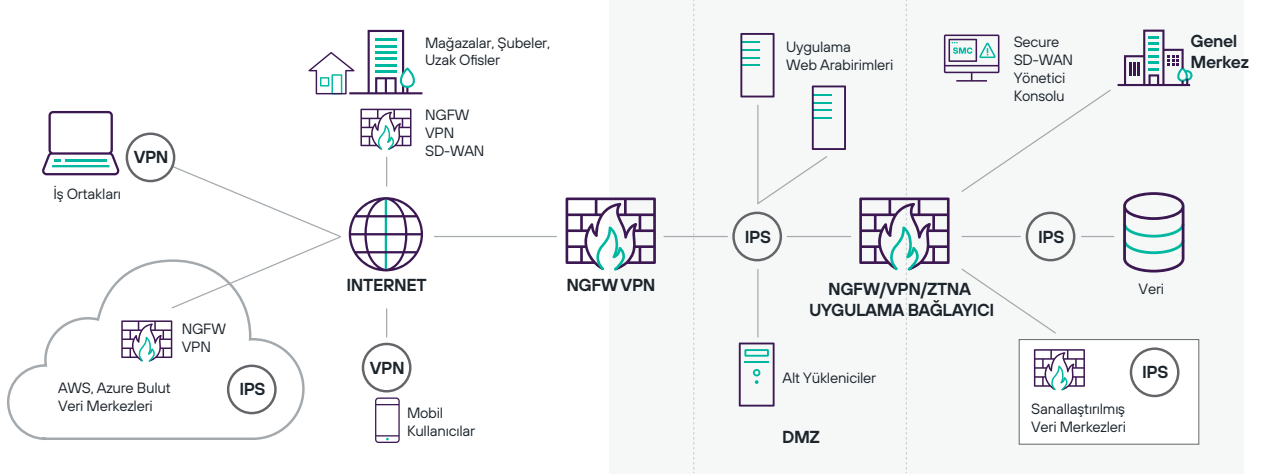 Mağazalar, Şubeler,
Uzak Ofisler
NGFW
VPN
SD-WAN
VPN
İş Ortakları
INTERNET
NGFW
VPN
AWS, Azure Bulut
Veri Merkezleri
IPS
VPN
Mobil
Kullanıcılar
NGFW VPN
Uygulama
Web Arabirimleri
IPS
Alt Yükleniciler
DMZ
SMC
Secure
SD-WAN
Yönetici
Konsolu
Genel
Merkez
NGFW/VPN/ZTNA
UYGULAMA BAĞLAYICI
IPS
Veri
IPS
Sanallaştırılmış
Veri Merkezleri